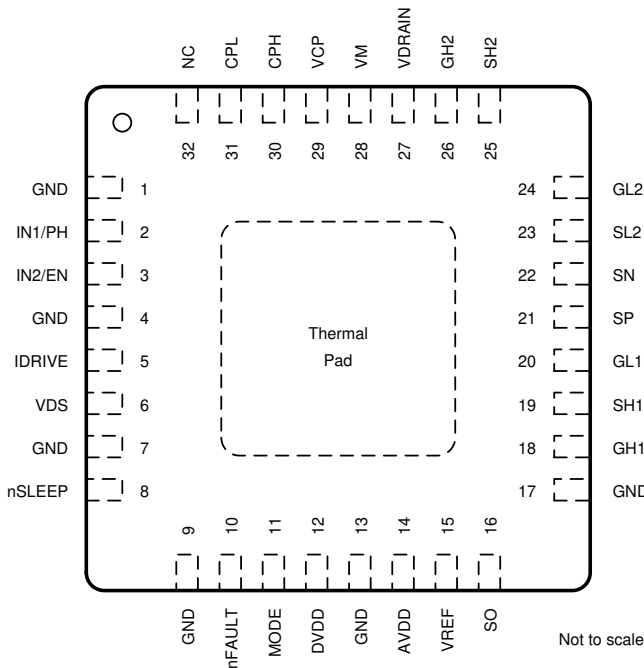 NC
CPL
CPH
VCP
VM
VDRAIN
GH2
SH2
32
31
30
29
28
27
26
25
GND 1
IN1/PH 2
IN2/EN 3
GND 4
IDRIVE 5
VDS 6
GND 7
nSLEEP 8
Thermal
Pad
24 GL2
23 SL2
22 SN
21 SP
20 GL1
19 SH1
18 GH1
17 GND
9
10
11
12
13
14
15
16
GND
nFAULT
MODE
DVDD
GND
AVDD
VREF
SO
Not to scale